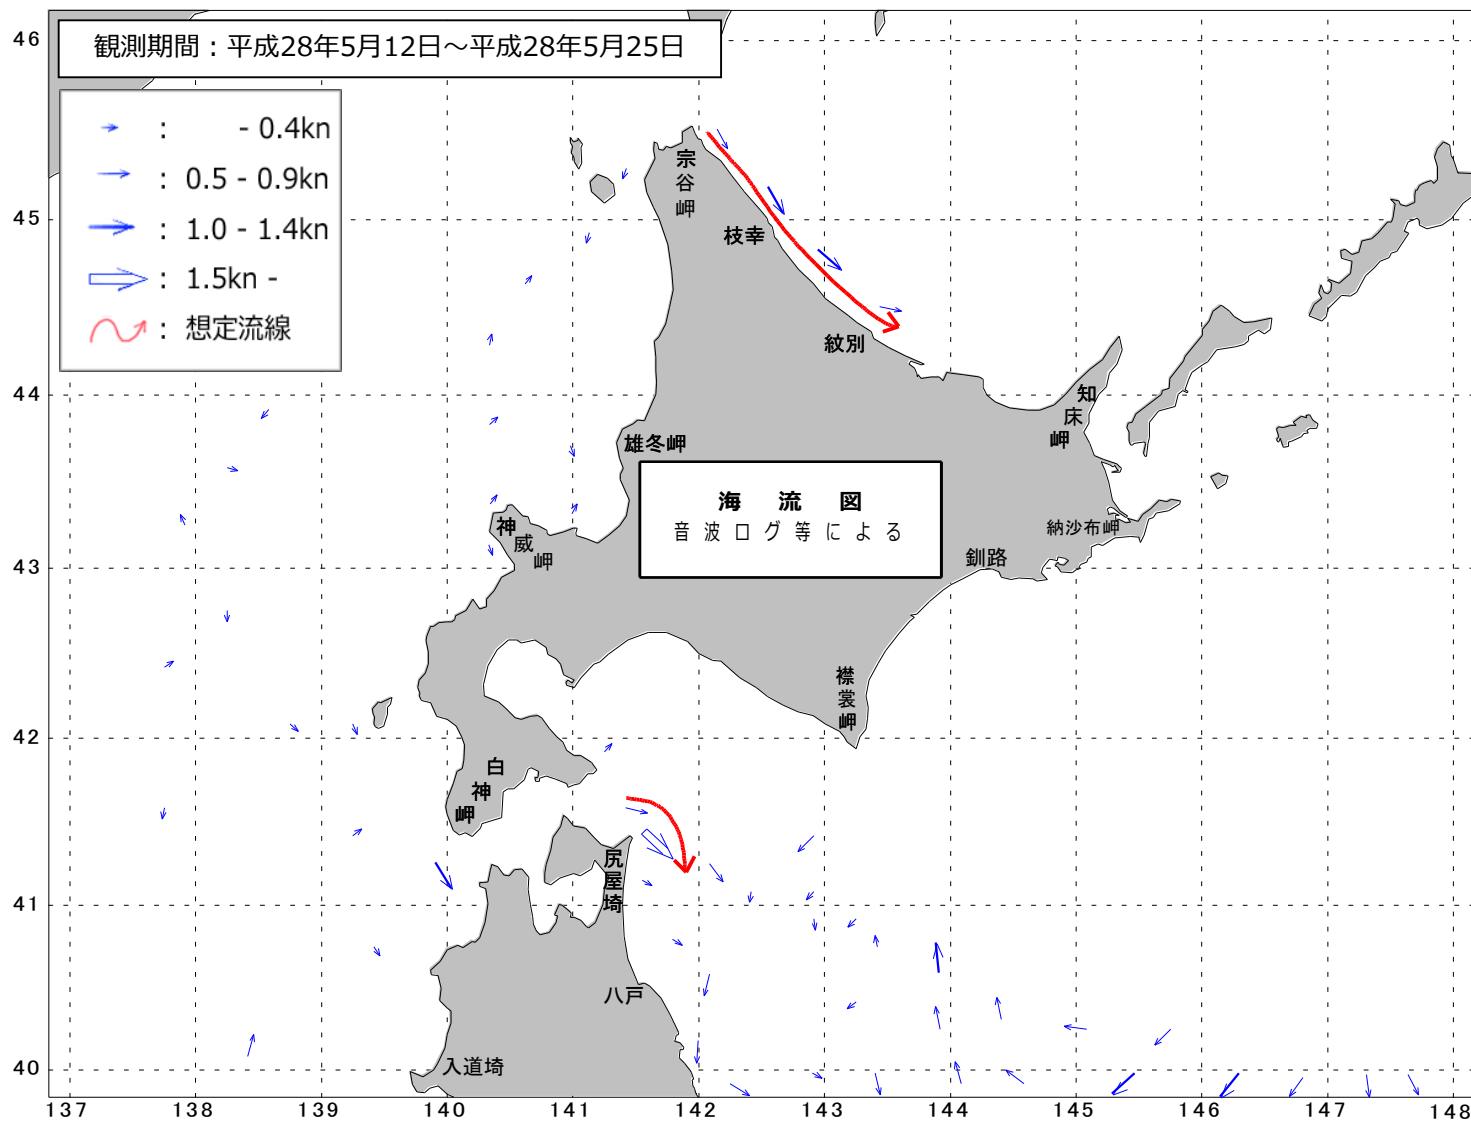 観測期間：平成28年5月12日～平成28年5月25日
： - 0.4kn
： 0.5 - 0.9kn
： 1.0 - 1.4kn
： 1.5kn -
： 想定流線
46
45
44
43
42
41
40
宗谷岬
枝幸
紋別
知床岬
雄冬岬
海 流 図
音 波 ロ グ 等 に よ る
神威岬
納沙布岬
釧路
襟裳岬
白神岬
尻屋埼
八戸
入道埼
137 138 139 140 141 142 143 144 145 146 147 148